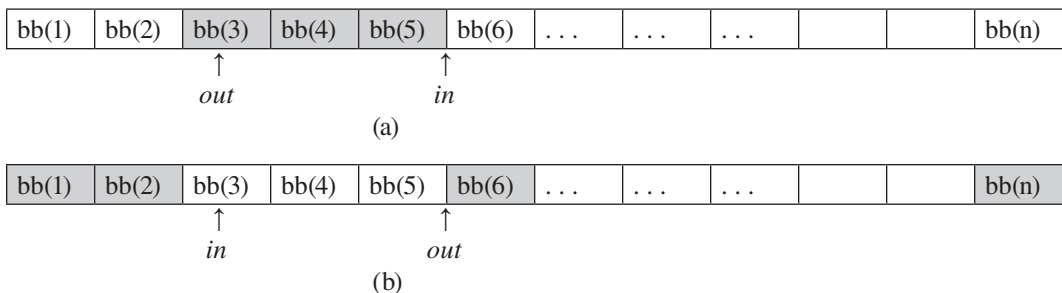 bb(1) bb(2) bb(3) bb(4) bb(5) bb(6) . . . . . . . . . bb(n)
↑ ↑
out in
(a)
bb(1) bb(2) bb(3) bb(4) bb(5) bb(6) . . . . . . . . . bb(n)
↑ ↑
in out
(b)